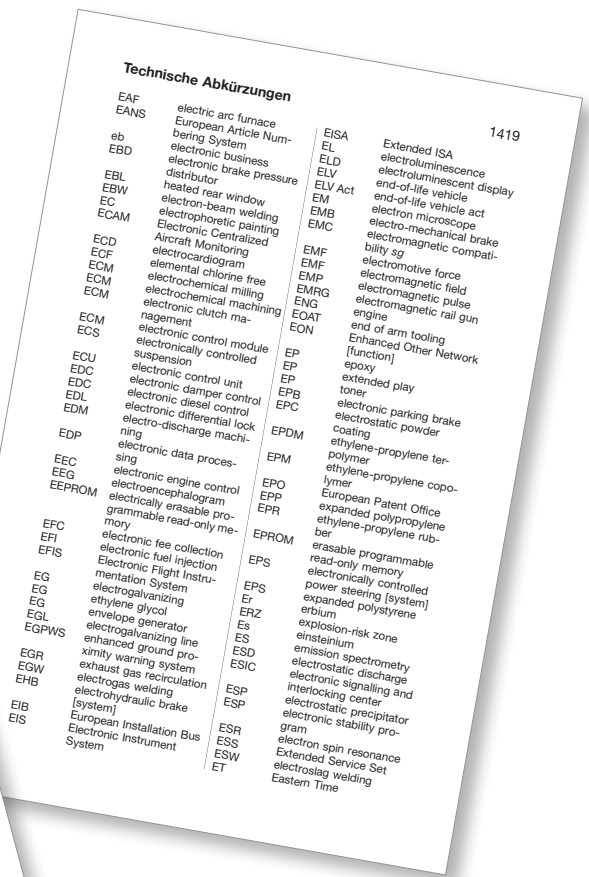 Technische Abkürzungen
1419
EAF electric arc furnace
EANS European Article Num-
bering System
eb electronic business
EBD electronic brake pressure
distributor
EBL heated rear window
EBW electron-beam welding
EC electrophoretic painting
ECAM Electronic Centralized
Aircraft Monitoring
ECD electrocardiogram
ECF elemental chlorine free
ECM electrochemical milling
ECM electrochemical machining
ECM electronic clutch ma-
nagement
ECM electronic control module
ECS electronically controlled
suspension
ECU electronic control unit
EDC electronic damper control
EDC electronic diesel control
EDL electronic differential lock
EDM electro-discharge machi-
ning
EDP electronic data proces-
sing
EEC electronic engine control
EEG electroencephalogram
EEPROM electrically erasable pro-
grammable read-only me-
mory
EFC electronic fee collection
EFI electronic fuel injection
EFIS Electronic Flight Instru-
mentation System
EG electrogalvanizing
EG ethylene glycol
EG envelope generator
EGL electrogalvanizing line
EGPWS enhanced ground pro-
ximity warning system
EGR exhaust gas recirculation
EGW electrogas welding
EHB electrohydraulic brake
[system]
EIB European Installation Bus
EIS Electronic Instrument
System
EISA Extended ISA
EL electroluminescence
ELD electroluminescent display
ELV end-of-life vehicle
ELV Act end-of-life vehicle act
EM electron microscope
EMB electro-mechanical brake
EMC electromagnetic compati-
bility sg
EMF electromotive force
EMF electromagnetic field
EMP electromagnetic pulse
EMRG electromagnetic rail gun
ENG engine
EOAT end of arm tooling
EON Enhanced Other Network
[function]
EP epoxy
EP extended play
EP toner
EPB electronic parking brake
EPC electrostatic powder
coating
EPDM ethylene-propylene ter-
polymer
EPM ethylene-propylene copo-
lymer
EPO European Patent Office
EPP expanded polypropylene
EPR ethylene-propylene rub-
ber
EPROM erasable programmable
read-only memory
EPS electronically controlled
power steering [system]
EPS expanded polystyrene
Er erbium
ERZ explosion-risk zone
Es einsteinium
ES emission spectrometry
ESD electrostatic discharge
ESIC electronic signalling and
interlocking center
ESP electrostatic precipitator
ESP electronic stability pro-
gram
ESR electron spin resonance
ESS Extended Service Set
ESW electroslag welding
ET Eastern Time